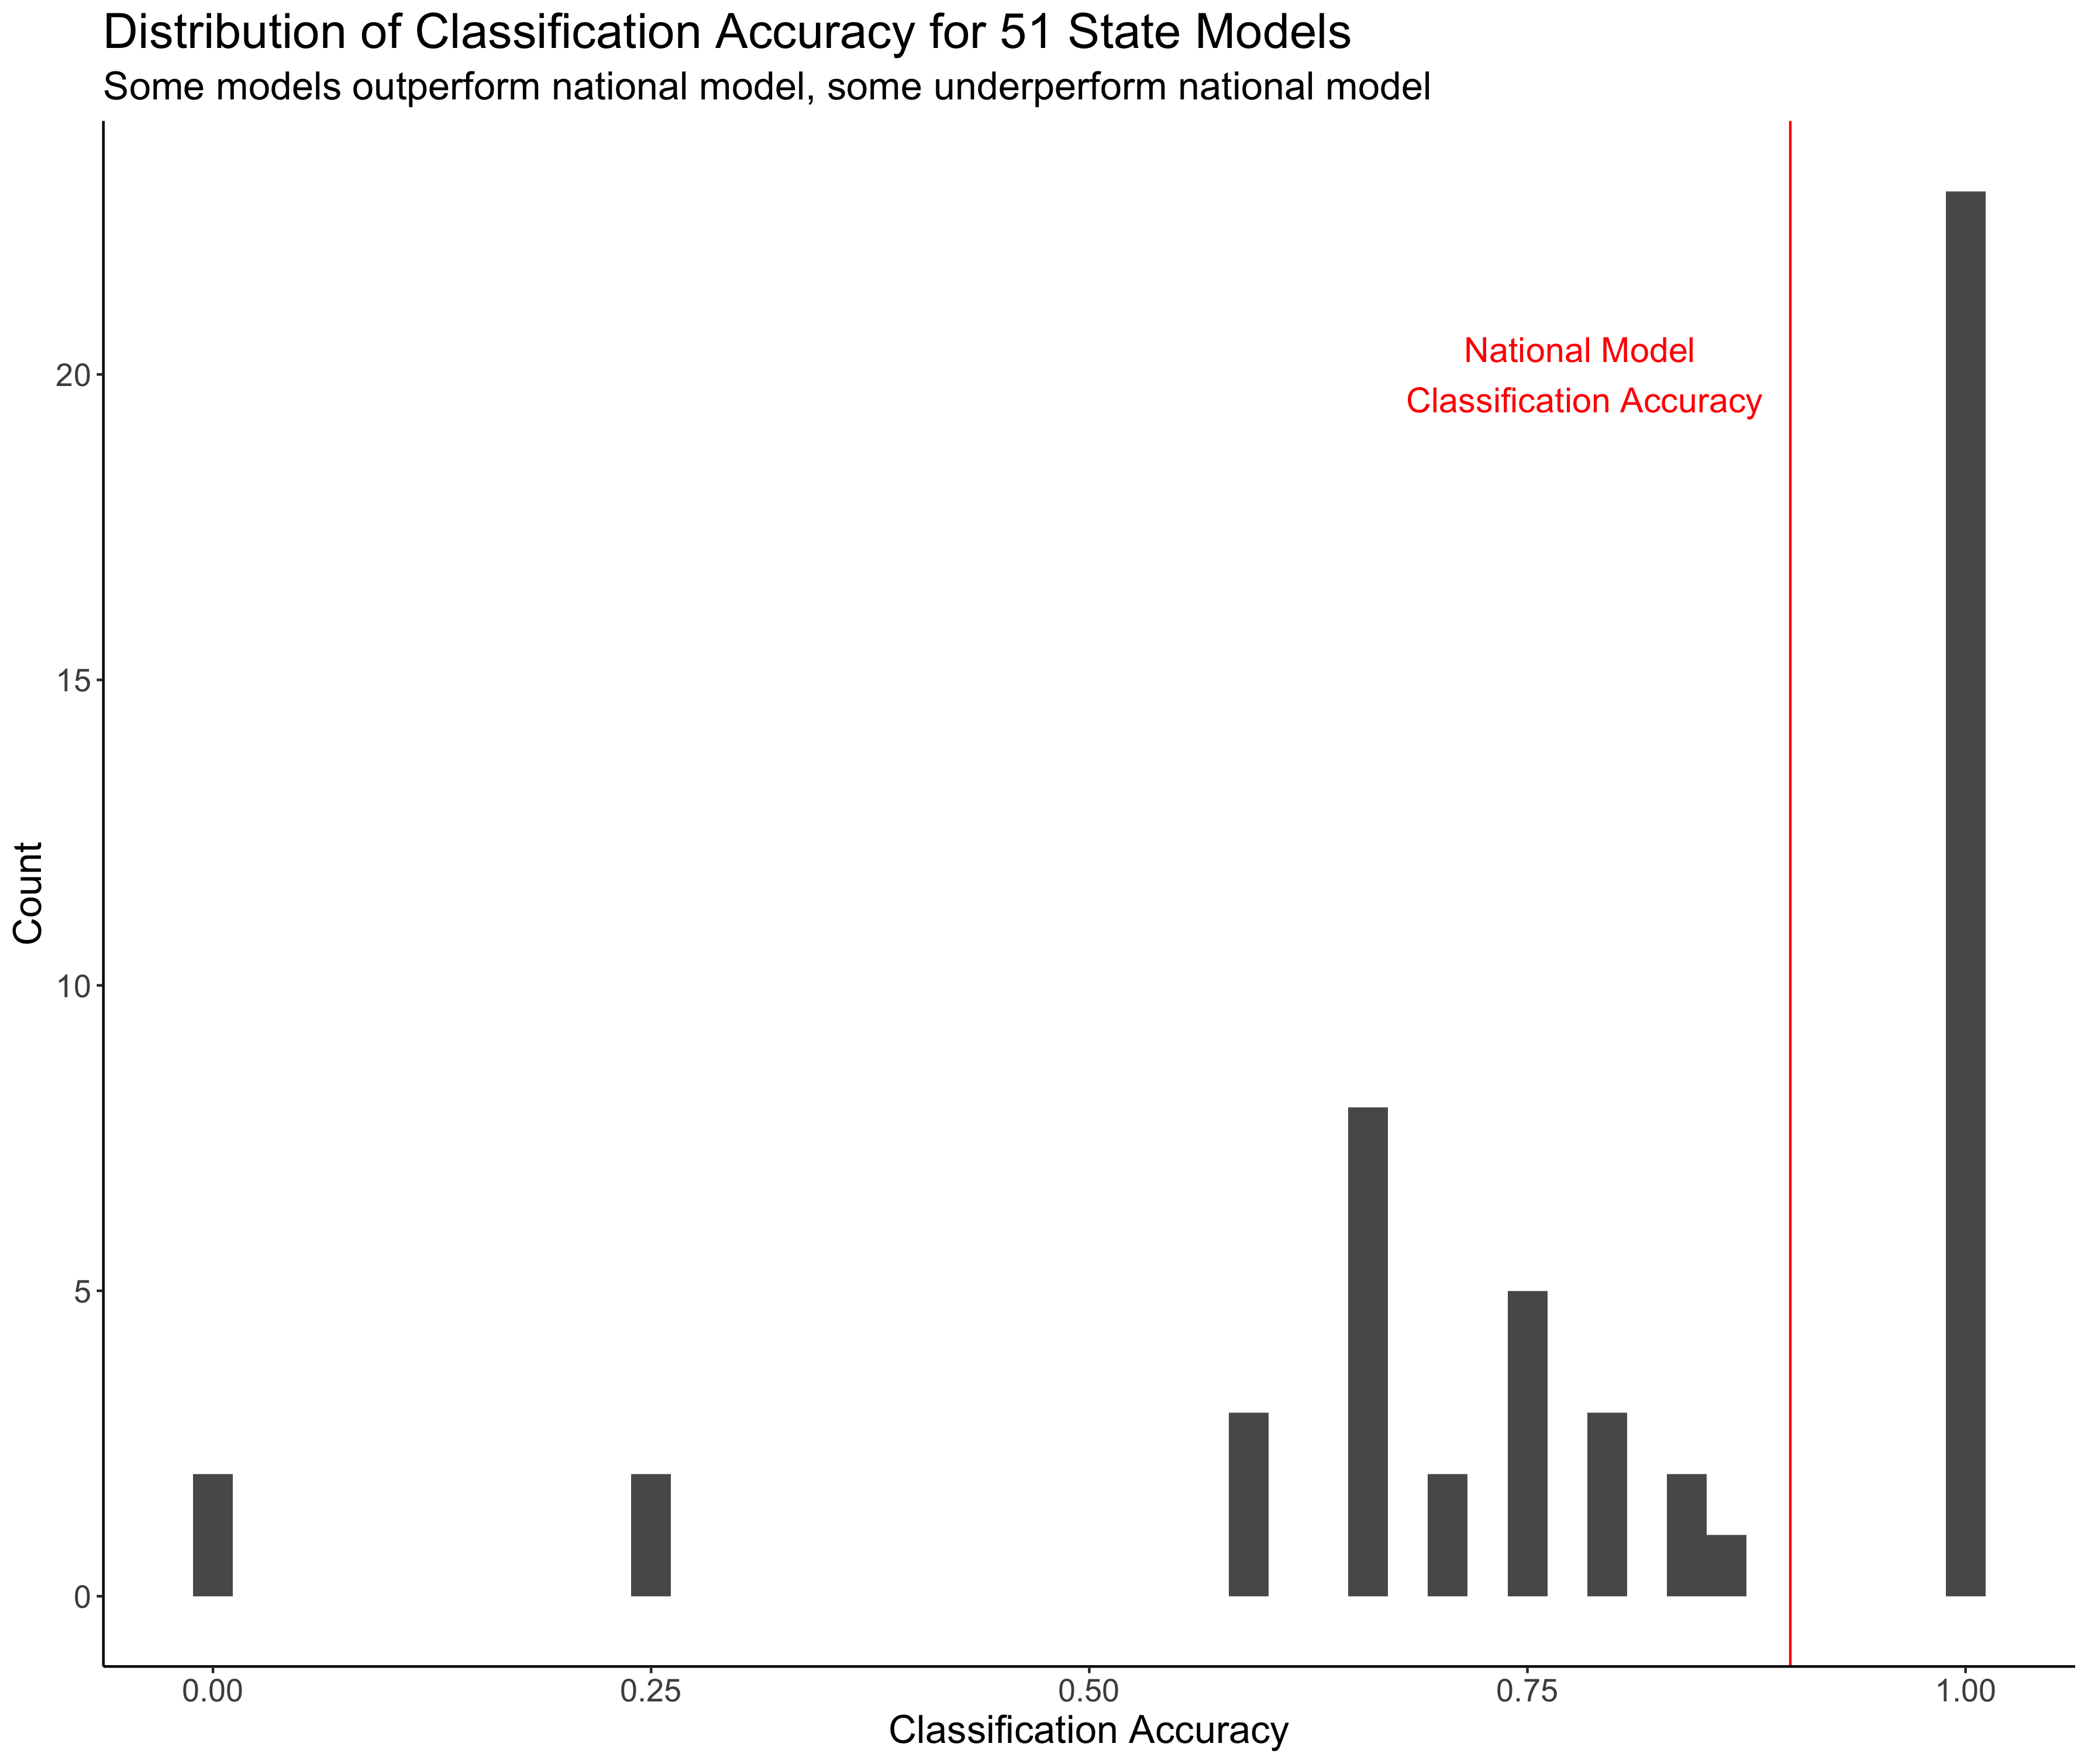 Distribution of Classification Accuracy for 51 State Models
Some models outperform national model, some underperform national model
National Model
Classification Accuracy
Count
20
15
10
5
0
0.00 0.25 0.50 0.75 1.00
Classification Accuracy